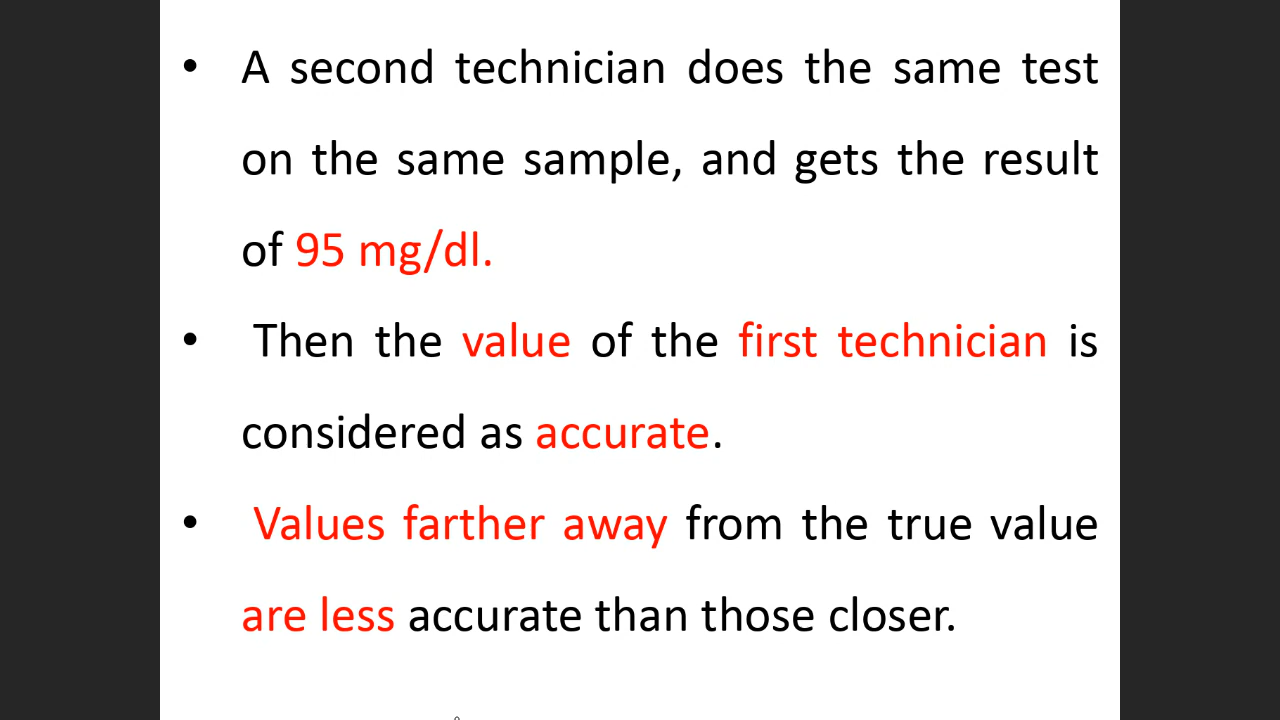 • A second technician does the same test
on the same sample, and gets the result
of 95 mg/dl.
• Then the value of the first technician is
considered as accurate.
• Values farther away from the true value
are less accurate than those closer.